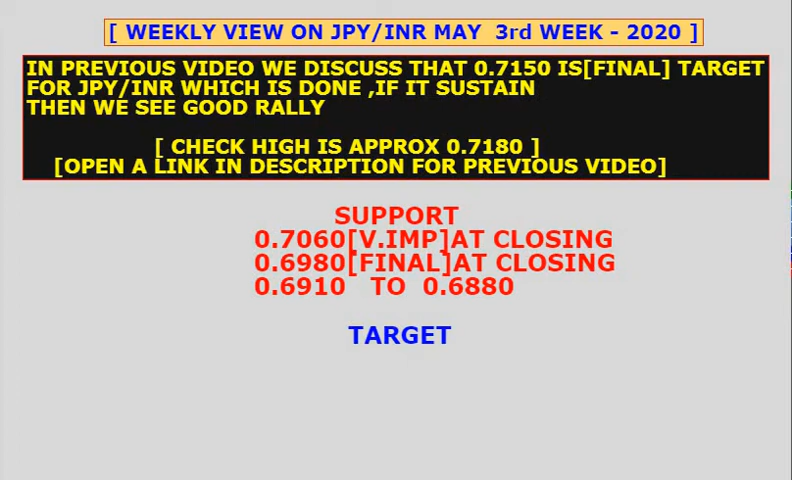 [ WEEKLY VIEW ON JPY/INR MAY 3rd WEEK - 2020 ]
IN PREVIOUS VIDEO WE DISCUSS THAT 0.7150 IS[FINAL] TARGET
FOR JPY/INR WHICH IS DONE ,IF IT SUSTAIN
THEN WE SEE GOOD RALLY
[ CHECK HIGH IS APPROX 0.7180 ]
[OPEN A LINK IN DESCRIPTION FOR PREVIOUS VIDEO]
SUPPORT
0.7060[V.IMP]AT CLOSING
0.6980[FINAL]AT CLOSING
0.6910 TO 0.6880
TARGET